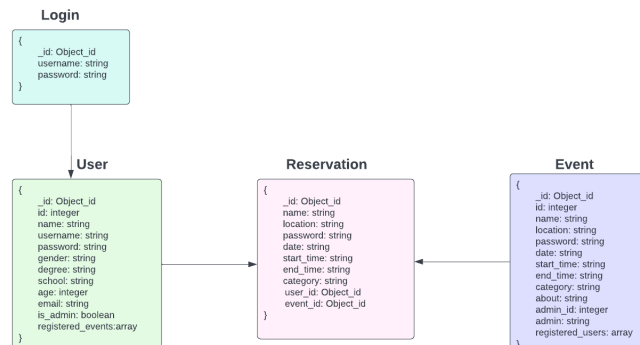 Login
{
_id: Object_id
username: string
password: string
}
User
{
_id: Object_id
id: integer
name: string
username: string
password: string
gender: string
degree: string
school: string
age: integer
email: string
is_admin: boolean
registered_events:array
}
Reservation
{
_id: Object_id
name: string
location: string
password: string
date: string
start_time: string
end_time: string
category: string
user_id: Object_id
event_id: Object_id
}
Event
{
_id: Object_id
id: integer
name: string
location: string
password: string
date: string
start_time: string
end_time: string
category: string
about: string
admin_id: integer
admin: string
registered_users: array
}